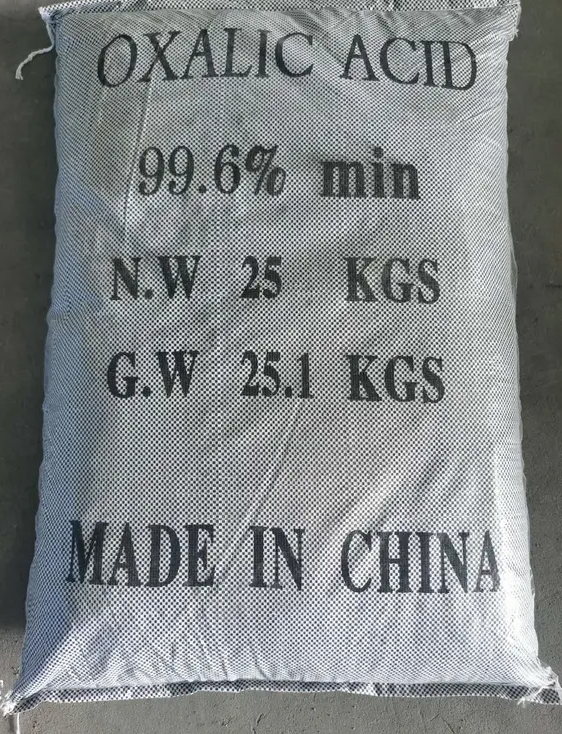 OXALIC ACID
99.6% min
N.W 25 KGS
G.W 25.1 KGS
MADE IN CHINA